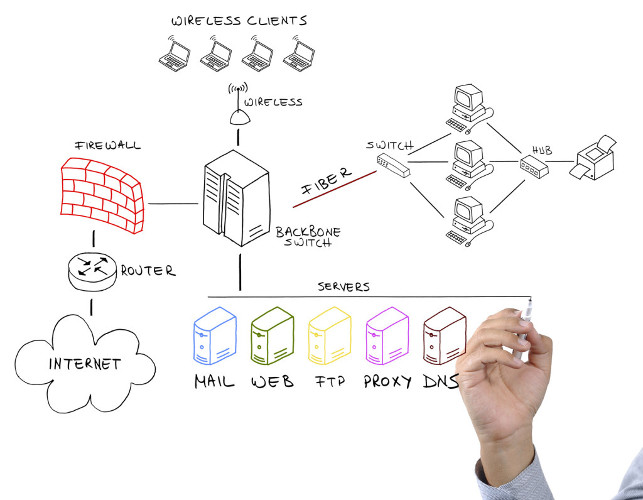 WIRELESS CLIENTS
WIRELESS
FIREWALL
SWITCH
HUB
FIBER
BACKBONE
SWITCH
ROUTER
SERVERS
INTERNET
MAIL
WEB
FTP
PROXY
DNS